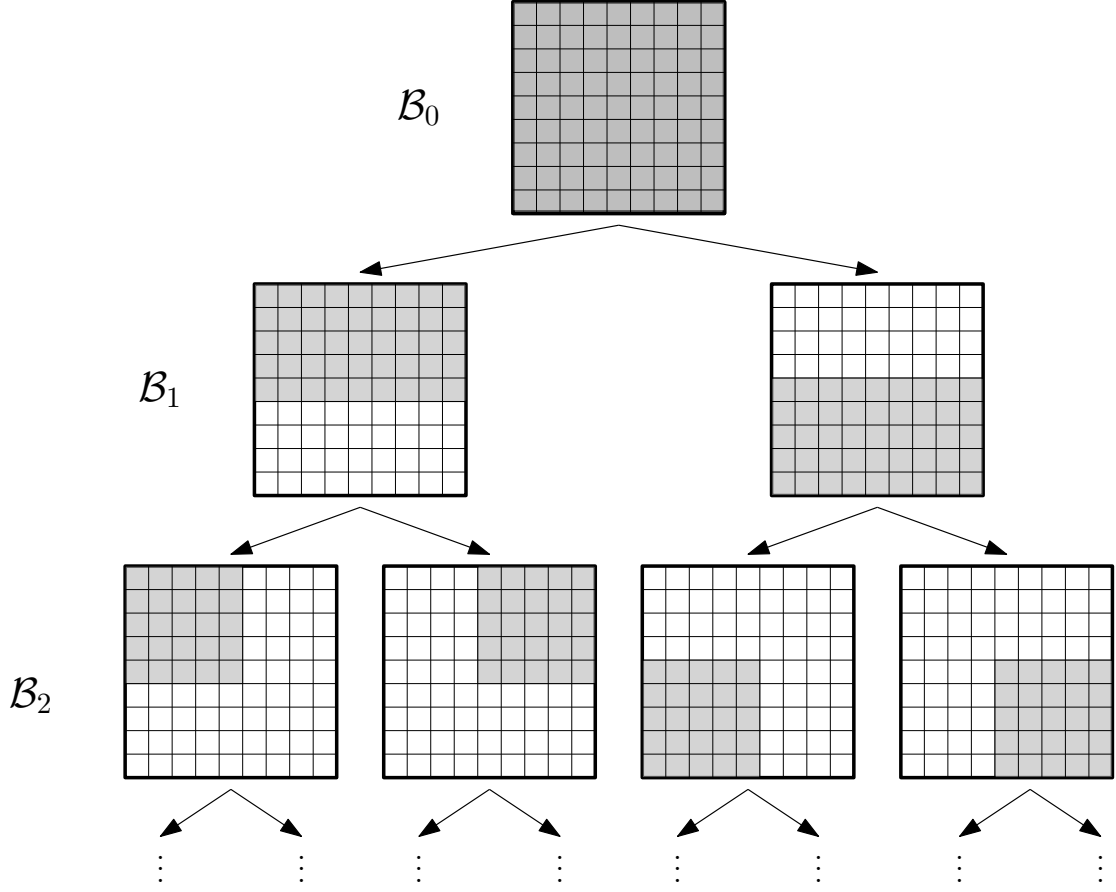 ℬ₀
ℬ₁
ℬ₂
⋮ ⋮ ⋮ ⋮ ⋮ ⋮ ⋮ ⋮